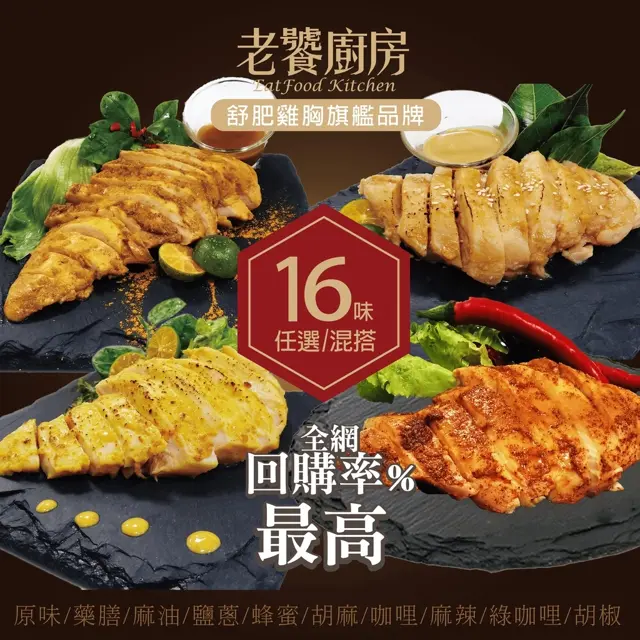 老饕廚房
EatFood Kitchen
舒肥雞胸旗艦品牌
16味
任選/混搭
全網
回購率%
最高
原味/藥膳/麻油/鹽蔥/蜂蜜/胡麻/咖哩/麻辣/綠咖哩/胡椒